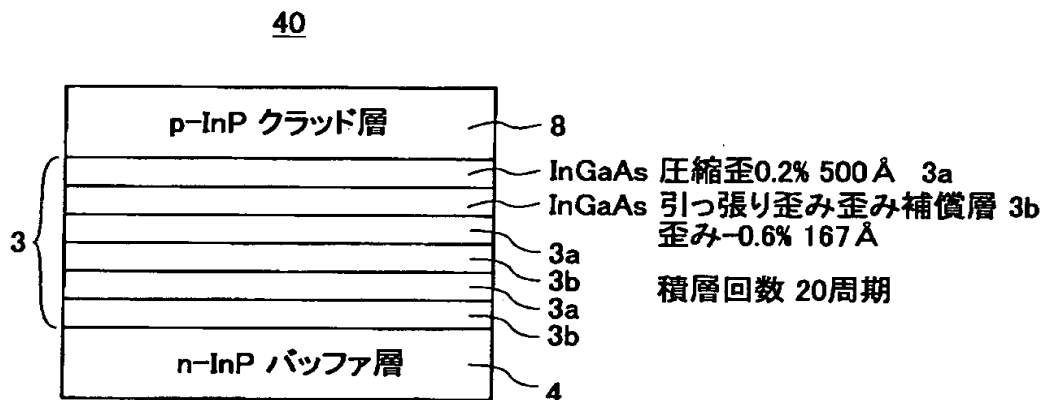 40
p-InP クラッド層
8
InGaAs 圧縮歪0.2% 500Å 3a
InGaAs 引っ張り歪み歪み補償層 3b
歪み-0.6% 167Å
3
3a
3b
積層回数 20周期
3a
3b
n-InP バッファ層
4